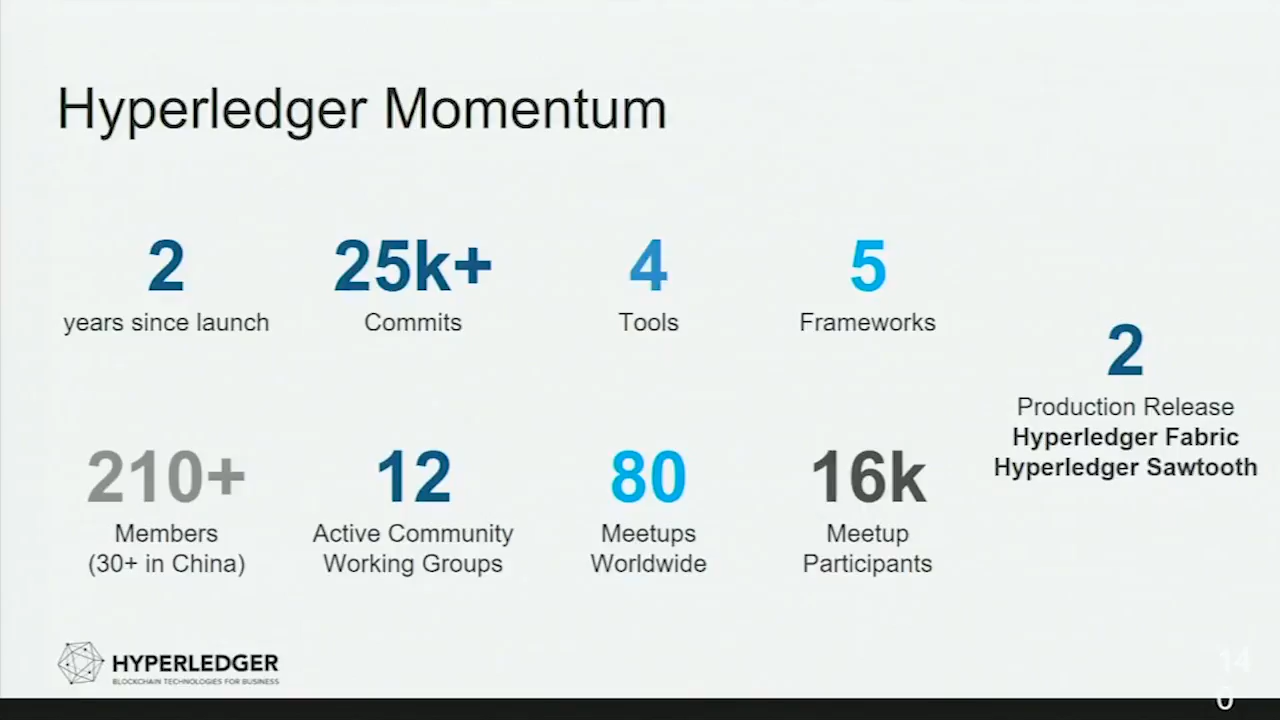 Hyperledger Momentum
2
years since launch
25k+
Commits
4
Tools
5
Frameworks
2
Production Release
Hyperledger Fabric
Hyperledger Sawtooth
210+
Members
(30+ in China)
12
Active Community
Working Groups
80
Meetups
Worldwide
16k
Meetup
Participants
HYPERLEDGER
BLOCKCHAIN TECHNOLOGIES FOR BUSINESS
14